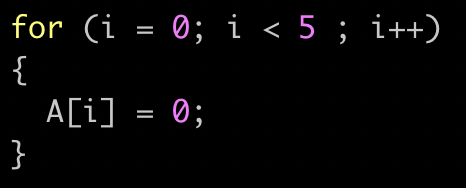 for (i = 0; i < 5 ; i++)
{
  A[i] = 0;
}